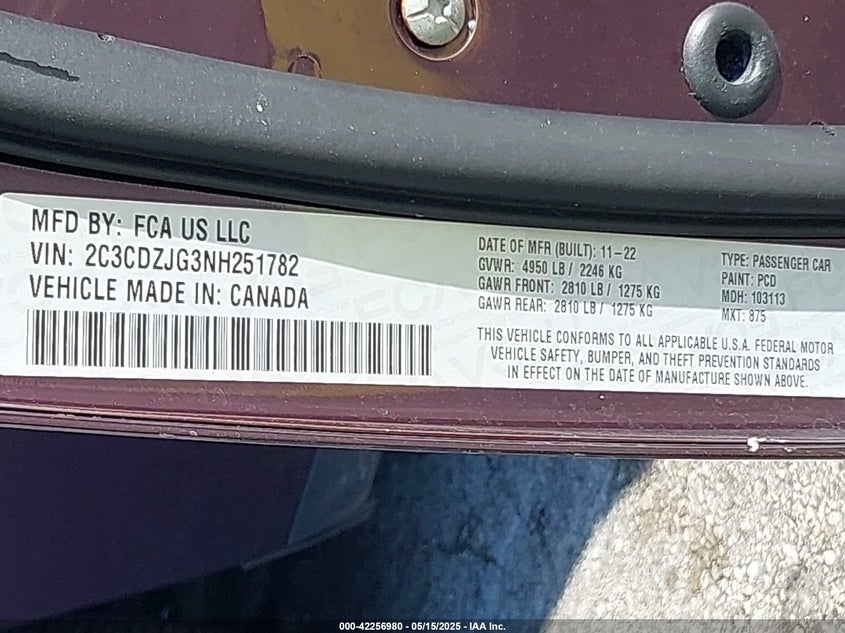 MFD BY: FCA US LLC
VIN: 2C3CDZJG3NH251782
VEHICLE MADE IN: CANADA
DATE OF MFR (BUILT): 11-22
GVWR: 4950 LB / 2246 KG
GAWR FRONT: 2810 LB / 1275 KG
GAWR REAR: 2810 LB / 1275 KG
TYPE: PASSENGER CAR
PAINT: PCD
MDH: 103113
MKT: 875
THIS VEHICLE CONFORMS TO ALL APPLICABLE U.S.A. FEDERAL MOTOR
VEHICLE SAFETY, BUMPER, AND THEFT PREVENTION STANDARDS
IN EFFECT ON THE DATE OF MANUFACTURE SHOWN ABOVE.
000-42256980 - 05/15/2025 - IAA Inc.